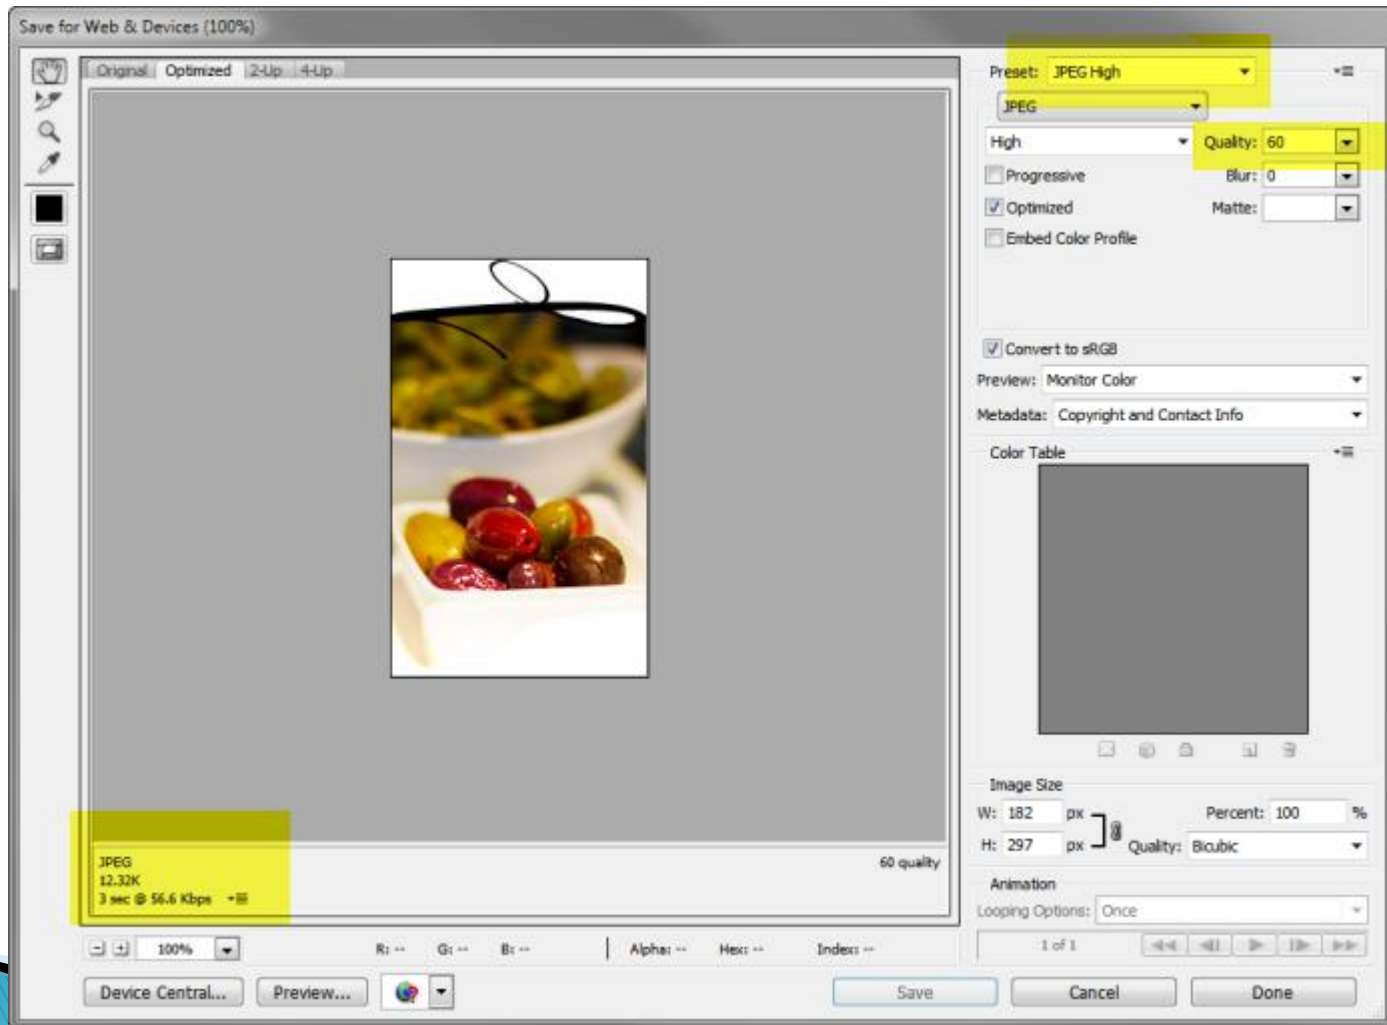 Save for Web & Devices (100%)
Original Optimized 2-Up 4-Up
Preset: JPEG High
JPEG
High Quality: 60
Progressive Blur: 0
Optimized Matte:
Embed Color Profile
Convert to sRGB
Preview: Monitor Color
Metadata: Copyright and Contact Info
Color Table
Image Size
W: 182 px Percent: 100 %
H: 297 px Quality: Bicubic
Animation
Looping Options: Once
1 of 1
JPEG 60 quality
12.32K
3 sec @ 56.6 Kbps
100% R: -- G: -- B: -- Alpha: -- Hex: -- Index: --
Device Central... Preview... Save Cancel Done